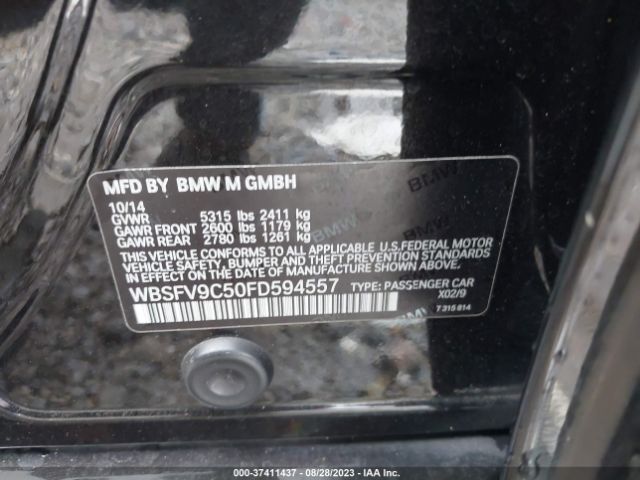 MFD BY BMW M GMBH
10/14
GVWR 5315 lbs 2411 kg
GAWR FRONT 2600 lbs 1179 kg
GAWR REAR 2780 lbs 1261 kg
THIS VEHICLE CONFORMS TO ALL APPLICABLE U.S. FEDERAL MOTOR
VEHICLE SAFETY, BUMPER AND THEFT PREVENTION STANDARDS
IN EFFECT ON THE DATE OF MANUFACTURE SHOWN ABOVE.
WBSFV9C50FD594557 TYPE: PASSENGER CAR
X02/9
7315814
BMW
BMW
BMW
000-37411437 - 08/28/2023 - IAA Inc.